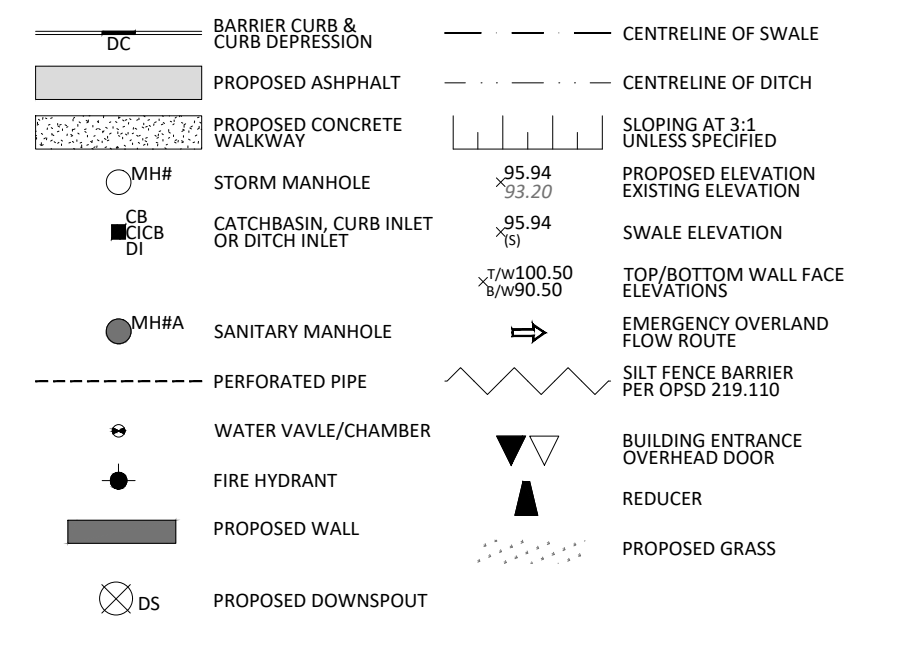 BARRIER CURB &
CURB DEPRESSION
DC
PROPOSED ASHPHALT
PROPOSED CONCRETE
WALKWAY
MH#
STORM MANHOLE
CB
CICB
DI
CATCHBASIN, CURB INLET
OR DITCH INLET
MH#A
SANITARY MANHOLE
PERFORATED PIPE
WATER VAVLE/CHAMBER
FIRE HYDRANT
PROPOSED WALL
DS
PROPOSED DOWNSPOUT
CENTRELINE OF SWALE
CENTRELINE OF DITCH
SLOPING AT 3:1
UNLESS SPECIFIED
95.94
93.20
PROPOSED ELEVATION
EXISTING ELEVATION
95.94
(S)
SWALE ELEVATION
T/W100.50
B/W90.50
TOP/BOTTOM WALL FACE
ELEVATIONS
EMERGENCY OVERLAND
FLOW ROUTE
SILT FENCE BARRIER
PER OPSD 219.110
BUILDING ENTRANCE
OVERHEAD DOOR
REDUCER
PROPOSED GRASS